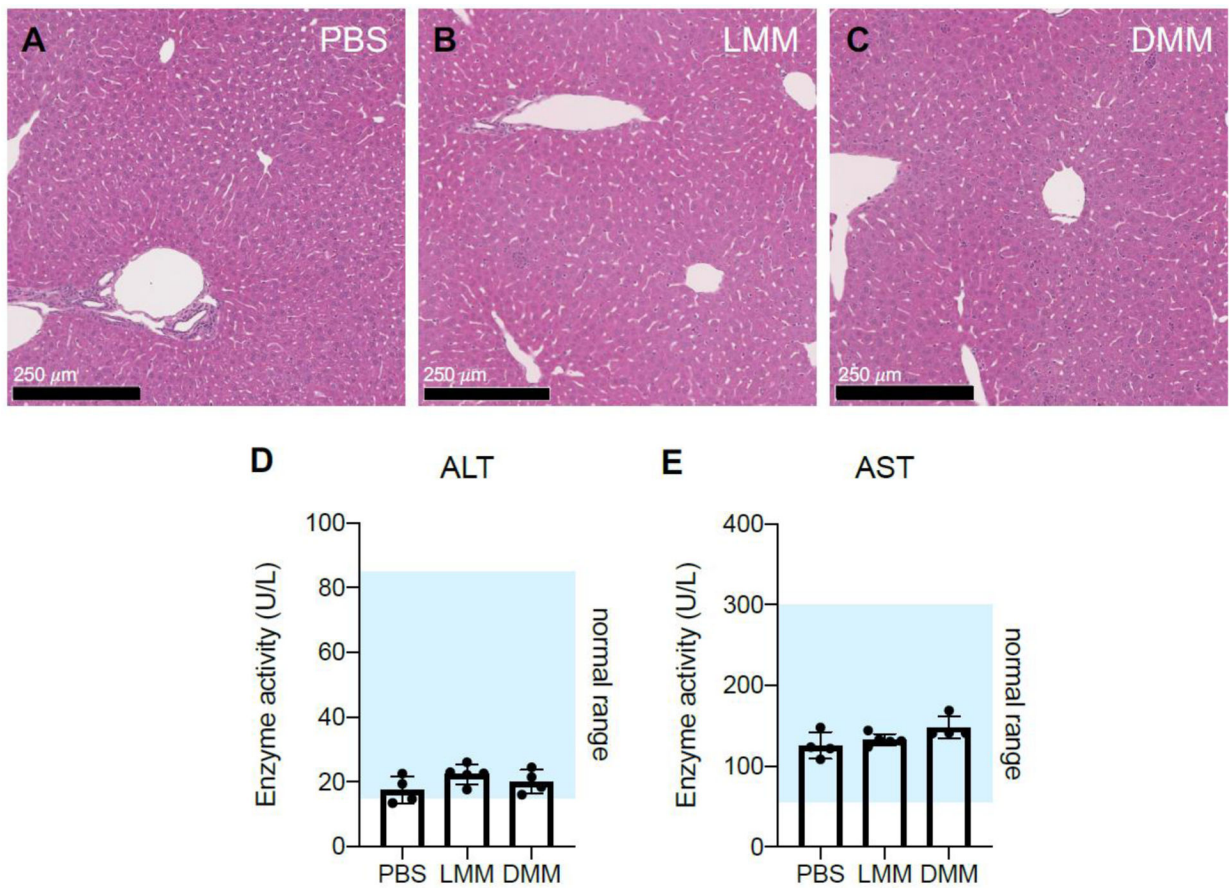 A PBS
B LMM
C DMM
250 μm
250 μm
250 μm
D ALT
E AST
Enzyme activity (U/L)
100
80
60
40
20
0
normal range
PBS LMM DMM
Enzyme activity (U/L)
400
300
200
100
0
normal range
PBS LMM DMM